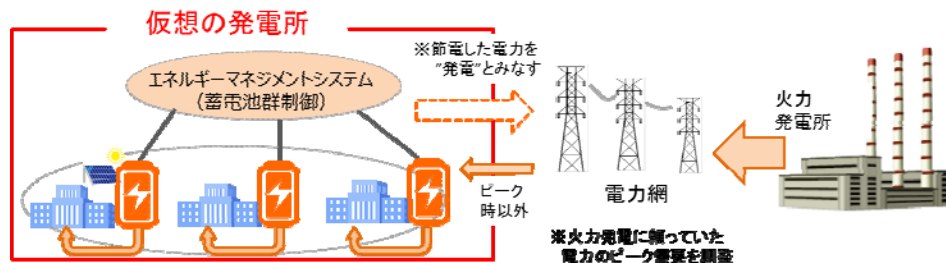 仮想の発電所
エネルギーマネジメントシステム
(蓄電池群制御)
※節電した電力を
"発電"とみなす
ピーク
時以外
電力網
火力
発電所
※火力発電に頼っていた
電力のピーク需要を調整